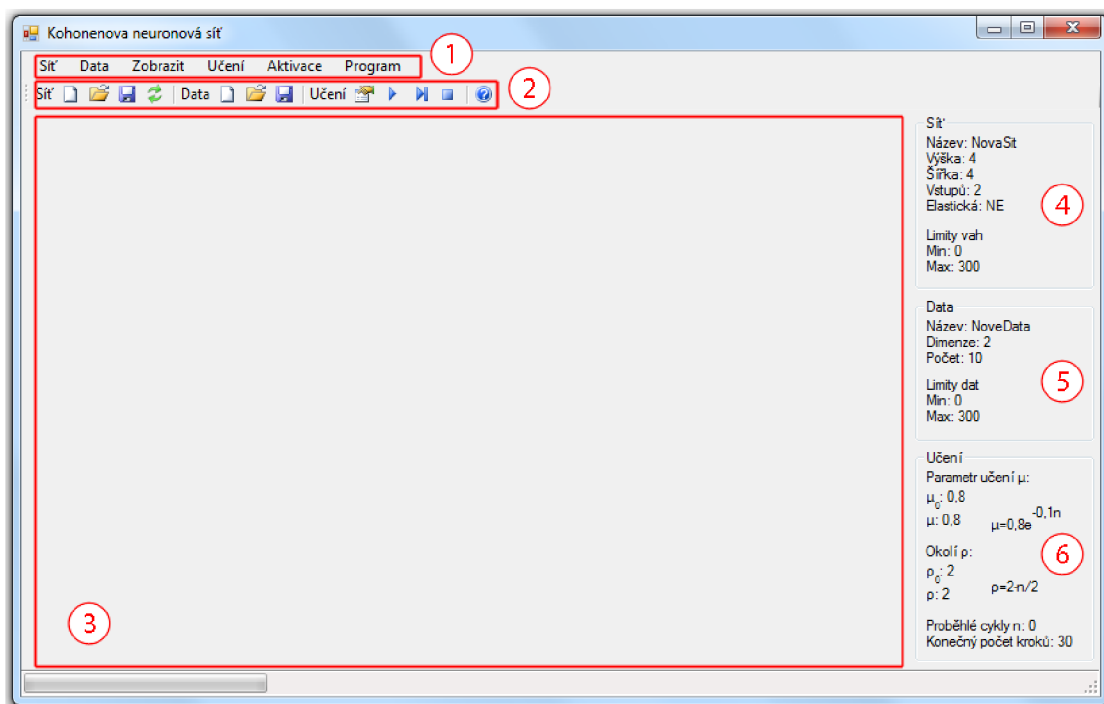 Kohonenova neuronová síť
Síť Data Zobrazit Učení Aktivace Program
1
Síť Data Učení
2
3
Síť
Název: NovaSit
Výška: 4
Šířka: 4
Vstupů: 2
Elastická: NE
4
Limity vah
Min: 0
Max: 300
Data
Název: NoveData
Dimenze: 2
Počet: 10
5
Limity dat
Min: 0
Max: 300
Učení
Parametr učení μ:
μ0: 0.8
μ: 0,8 μ=0,8e^-0,1n
6
Okolí ρ:
ρ0: 2
ρ: 2 ρ=2-n/2
Proběhlé cykly n: 0
Konečný počet kroků: 30